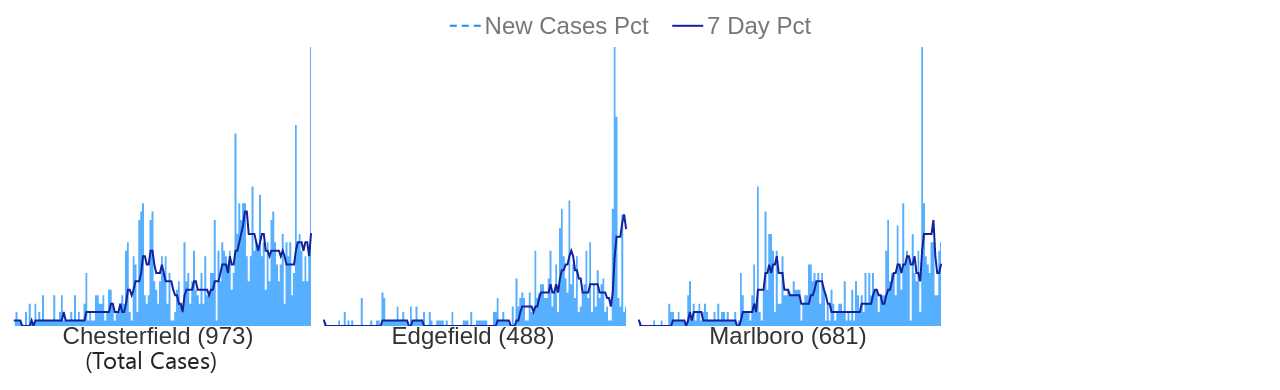 New Cases Pct 7 Day Pct
Chesterfield (973) Edgefield (488) Marlboro (681)
(Total Cases)